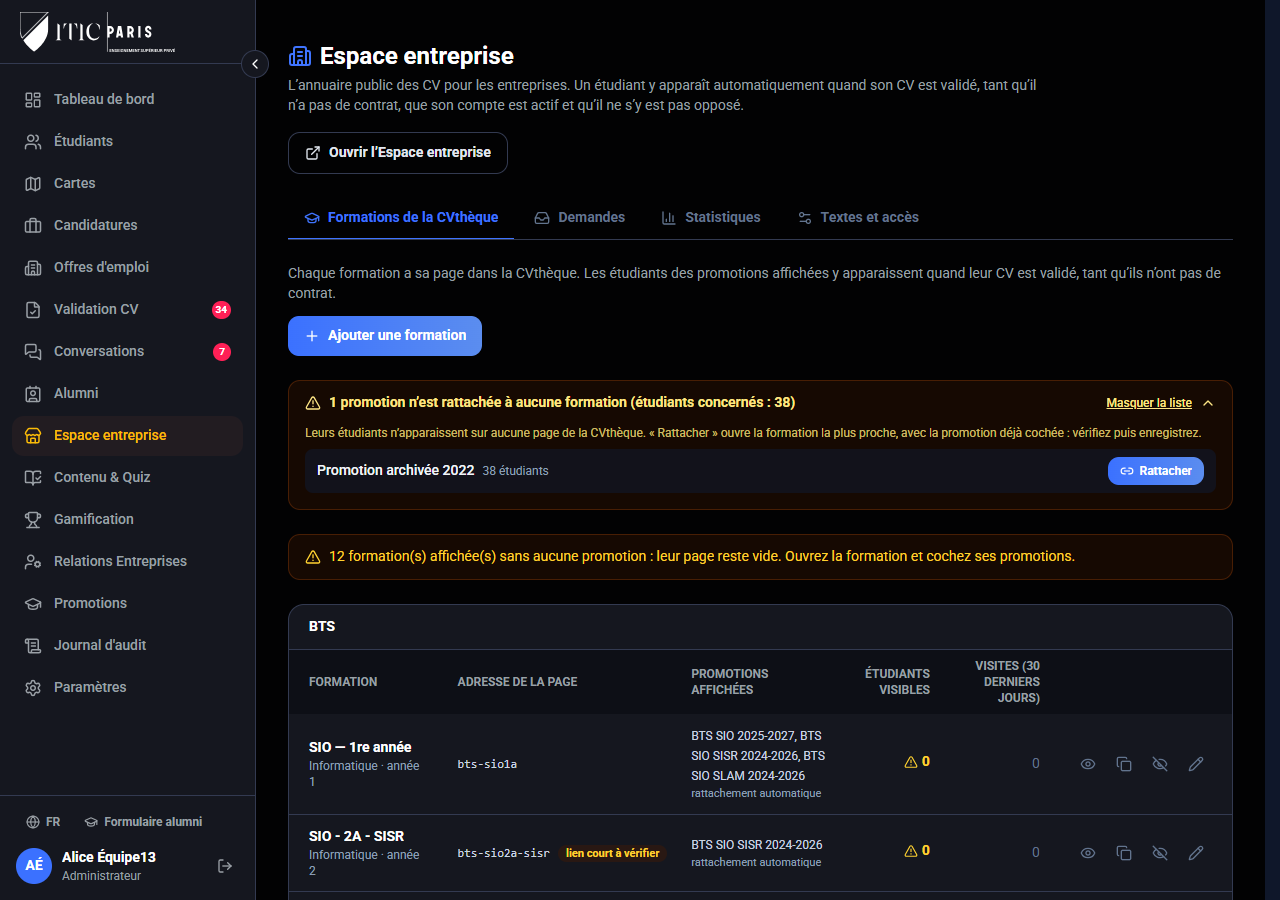 ITIC PARIS
ENSEIGNEMENT SUPÉRIEUR PRIVÉ
Tableau de bord
Étudiants
Cartes
Candidatures
Offres d'emploi
Validation CV 34
Conversations 7
Alumni
Espace entreprise
Contenu & Quiz
Gamification
Relations Entreprises
Promotions
Journal d'audit
Paramètres
FR Formulaire alumni
AÉ
Alice Équipe13
Administrateur
Espace entreprise
L’annuaire public des CV pour les entreprises. Un étudiant y apparaît automatiquement quand son CV est validé, tant qu’il
n’a pas de contrat, que son compte est actif et qu’il ne s’y est pas opposé.
Ouvrir l’Espace entreprise
Formations de la CVthèque Demandes Statistiques Textes et accès
Chaque formation a sa page dans la CVthèque. Les étudiants des promotions affichées y apparaissent quand leur CV est validé, tant qu’ils n’ont pas de
contrat.
Ajouter une formation
1 promotion n’est rattachée à aucune formation (étudiants concernés : 38) Masquer la liste
Leurs étudiants n’apparaissent sur aucune page de la CVthèque. « Rattacher » ouvre la formation la plus proche, avec la promotion déjà cochée : vérifiez puis enregistrez.
Promotion archivée 2022 38 étudiants Rattacher
12 formation(s) affichée(s) sans aucune promotion : leur page reste vide. Ouvrez la formation et cochez ses promotions.
BTS
FORMATION
ADRESSE DE LA PAGE
PROMOTIONS
AFFICHÉES
ÉTUDIANTS
VISIBLES
VISITES (30
DERNIERS
JOURS)
SIO — 1re année
Informatique · année
1
bts-sio1a
BTS SIO 2025-2027, BTS
SIO SISR 2024-2026, BTS
SIO SLAM 2024-2026
rattachement automatique
0
0
SIO - 2A - SISR
Informatique · année
2
bts-sio2a-sisr lien court à vérifier
BTS SIO SISR 2024-2026
rattachement automatique
0
0